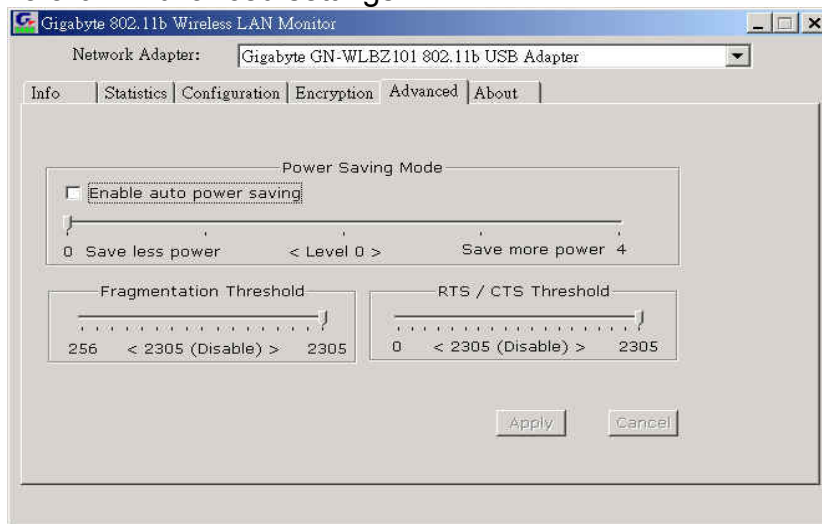 Gigabyte 802.11b Wireless LAN Monitor
Network Adapter: Gigabyte GN-WLBZ101 802.11b USB Adapter
Info Statistics Configuration Encryption Advanced About
Power Saving Mode
Enable auto power saving
0 Save less power < Level 0 > Save more power 4
Fragmentation Threshold RTS / CTS Threshold
256 < 2305 (Disable) > 2305 0 < 2305 (Disable) > 2305
Apply Cancel